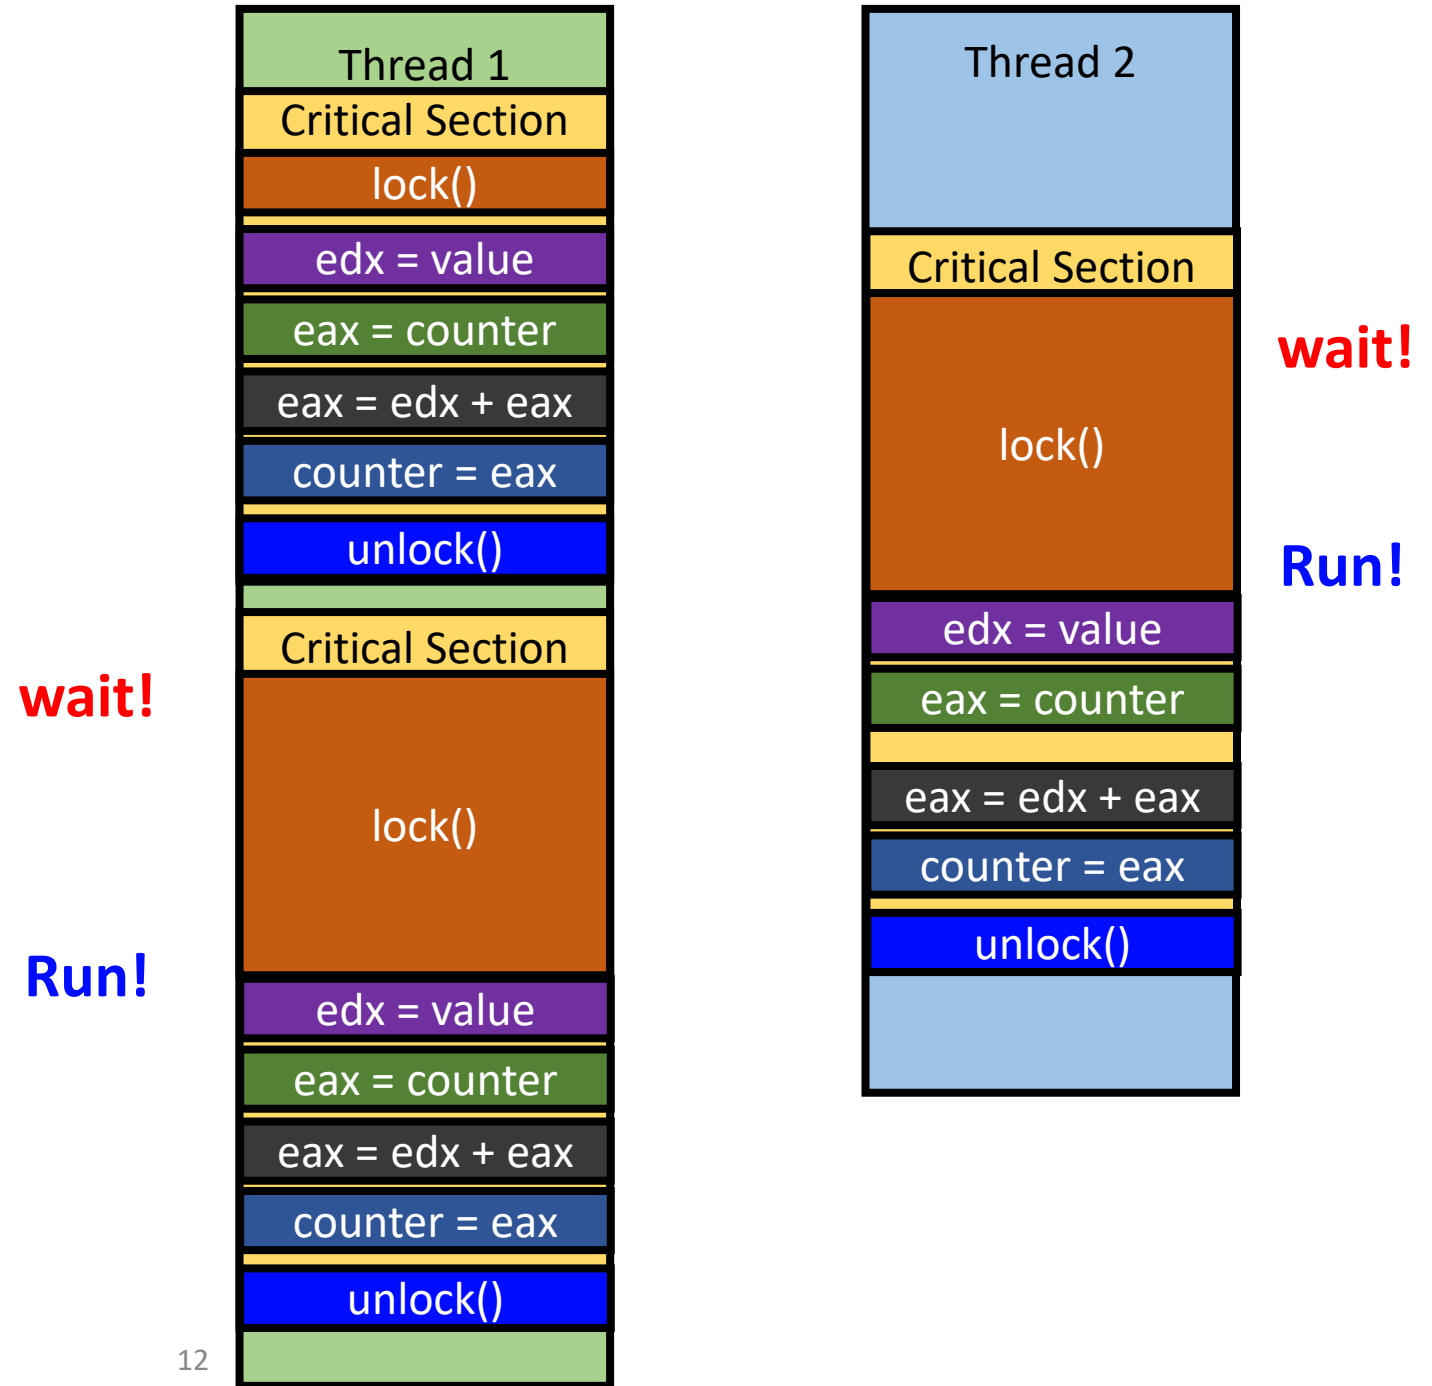 Thread 1
Critical Section
lock()
edx = value
eax = counter
eax = edx + eax
counter = eax
unlock()
Critical Section
wait!
lock()
Run!
edx = value
eax = counter
eax = edx + eax
counter = eax
unlock()
Thread 2
Critical Section
wait!
lock()
Run!
edx = value
eax = counter
eax = edx + eax
counter = eax
unlock()
12